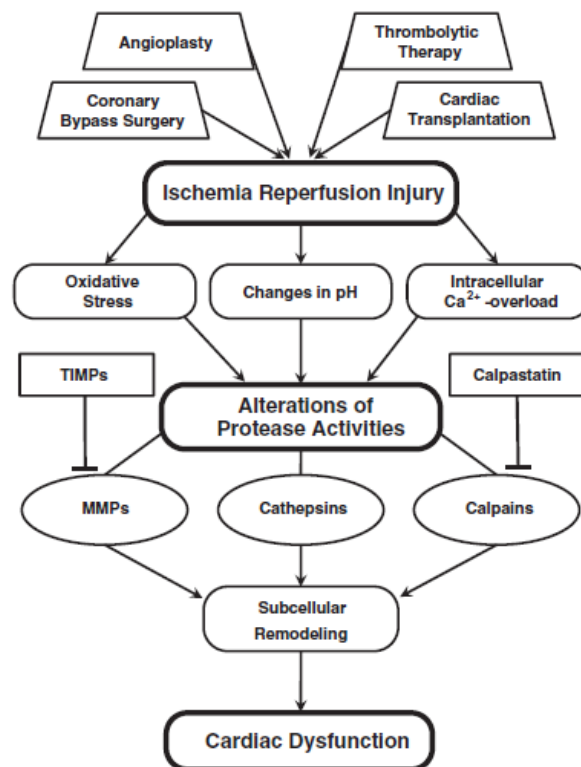 Angioplasty
Thrombolytic
Therapy
Coronary
Bypass Surgery
Cardiac
Transplantation
Ischemia Reperfusion Injury
Oxidative
Stress
Changes in pH
Intracellular
Ca²⁺ -overload
TIMPs
Calpastatin
Alterations of
Protease Activities
MMPs
Cathepsins
Calpains
Subcellular
Remodeling
Cardiac Dysfunction